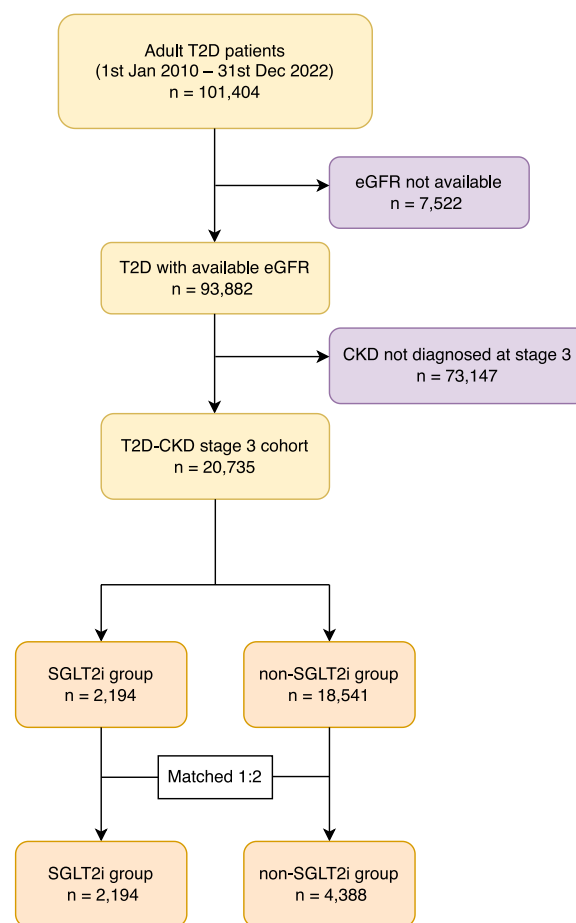 Adult T2D patients
(1st Jan 2010 – 31st Dec 2022)
n = 101,404
eGFR not available
n = 7,522
T2D with available eGFR
n = 93,882
CKD not diagnosed at stage 3
n = 73,147
T2D-CKD stage 3 cohort
n = 20,735
SGLT2i group
n = 2,194
non-SGLT2i group
n = 18,541
Matched 1:2
SGLT2i group
n = 2,194
non-SGLT2i group
n = 4,388